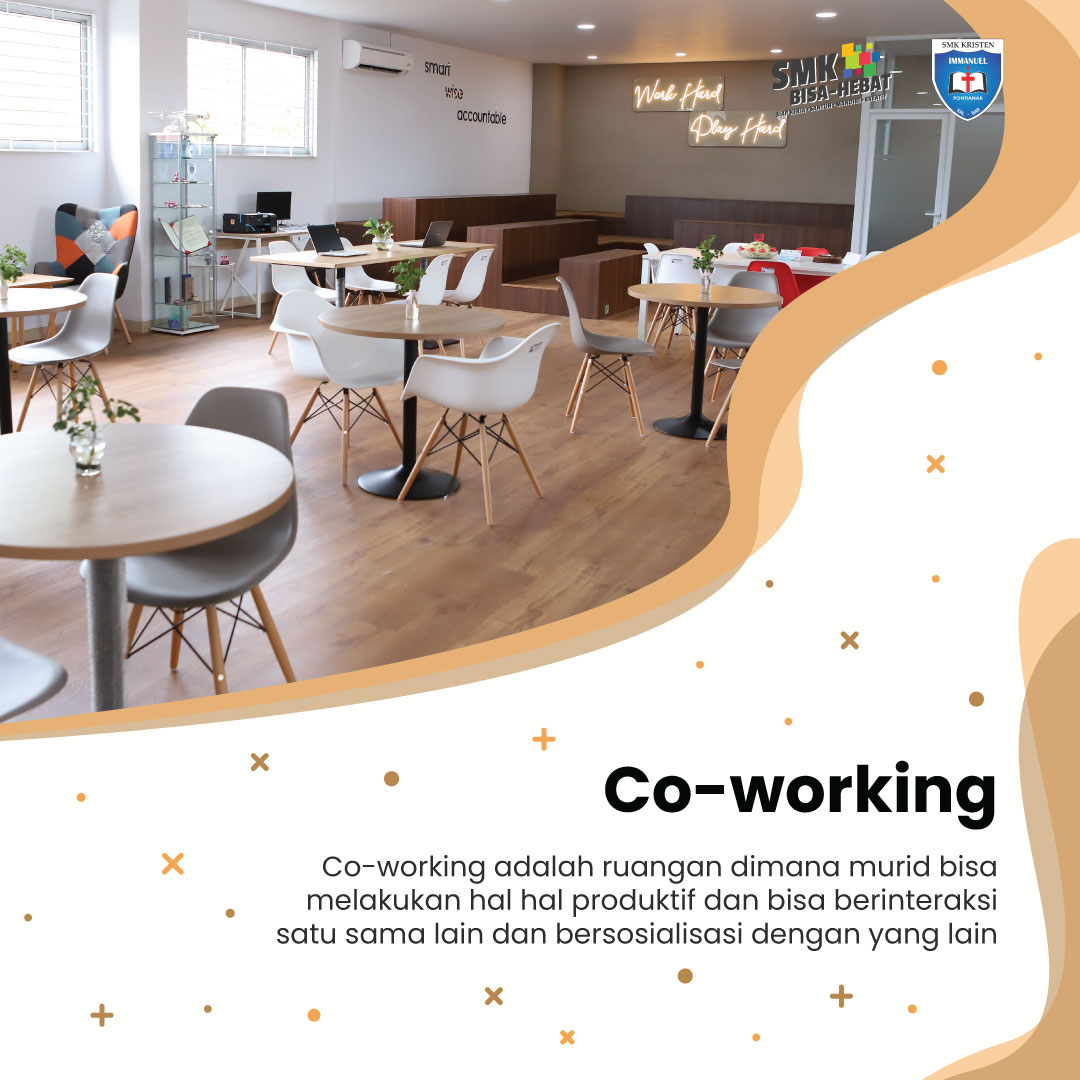 smart
wise
accountable
Work Hard
Play Hard
SMK
BISA-HEBAT
SMK KRISTEN
IMMANUEL
PONTIANAK
Co-working
Co-working adalah ruangan dimana murid bisa
melakukan hal hal produktif dan bisa berinteraksi
satu sama lain dan bersosialisasi dengan yang lain